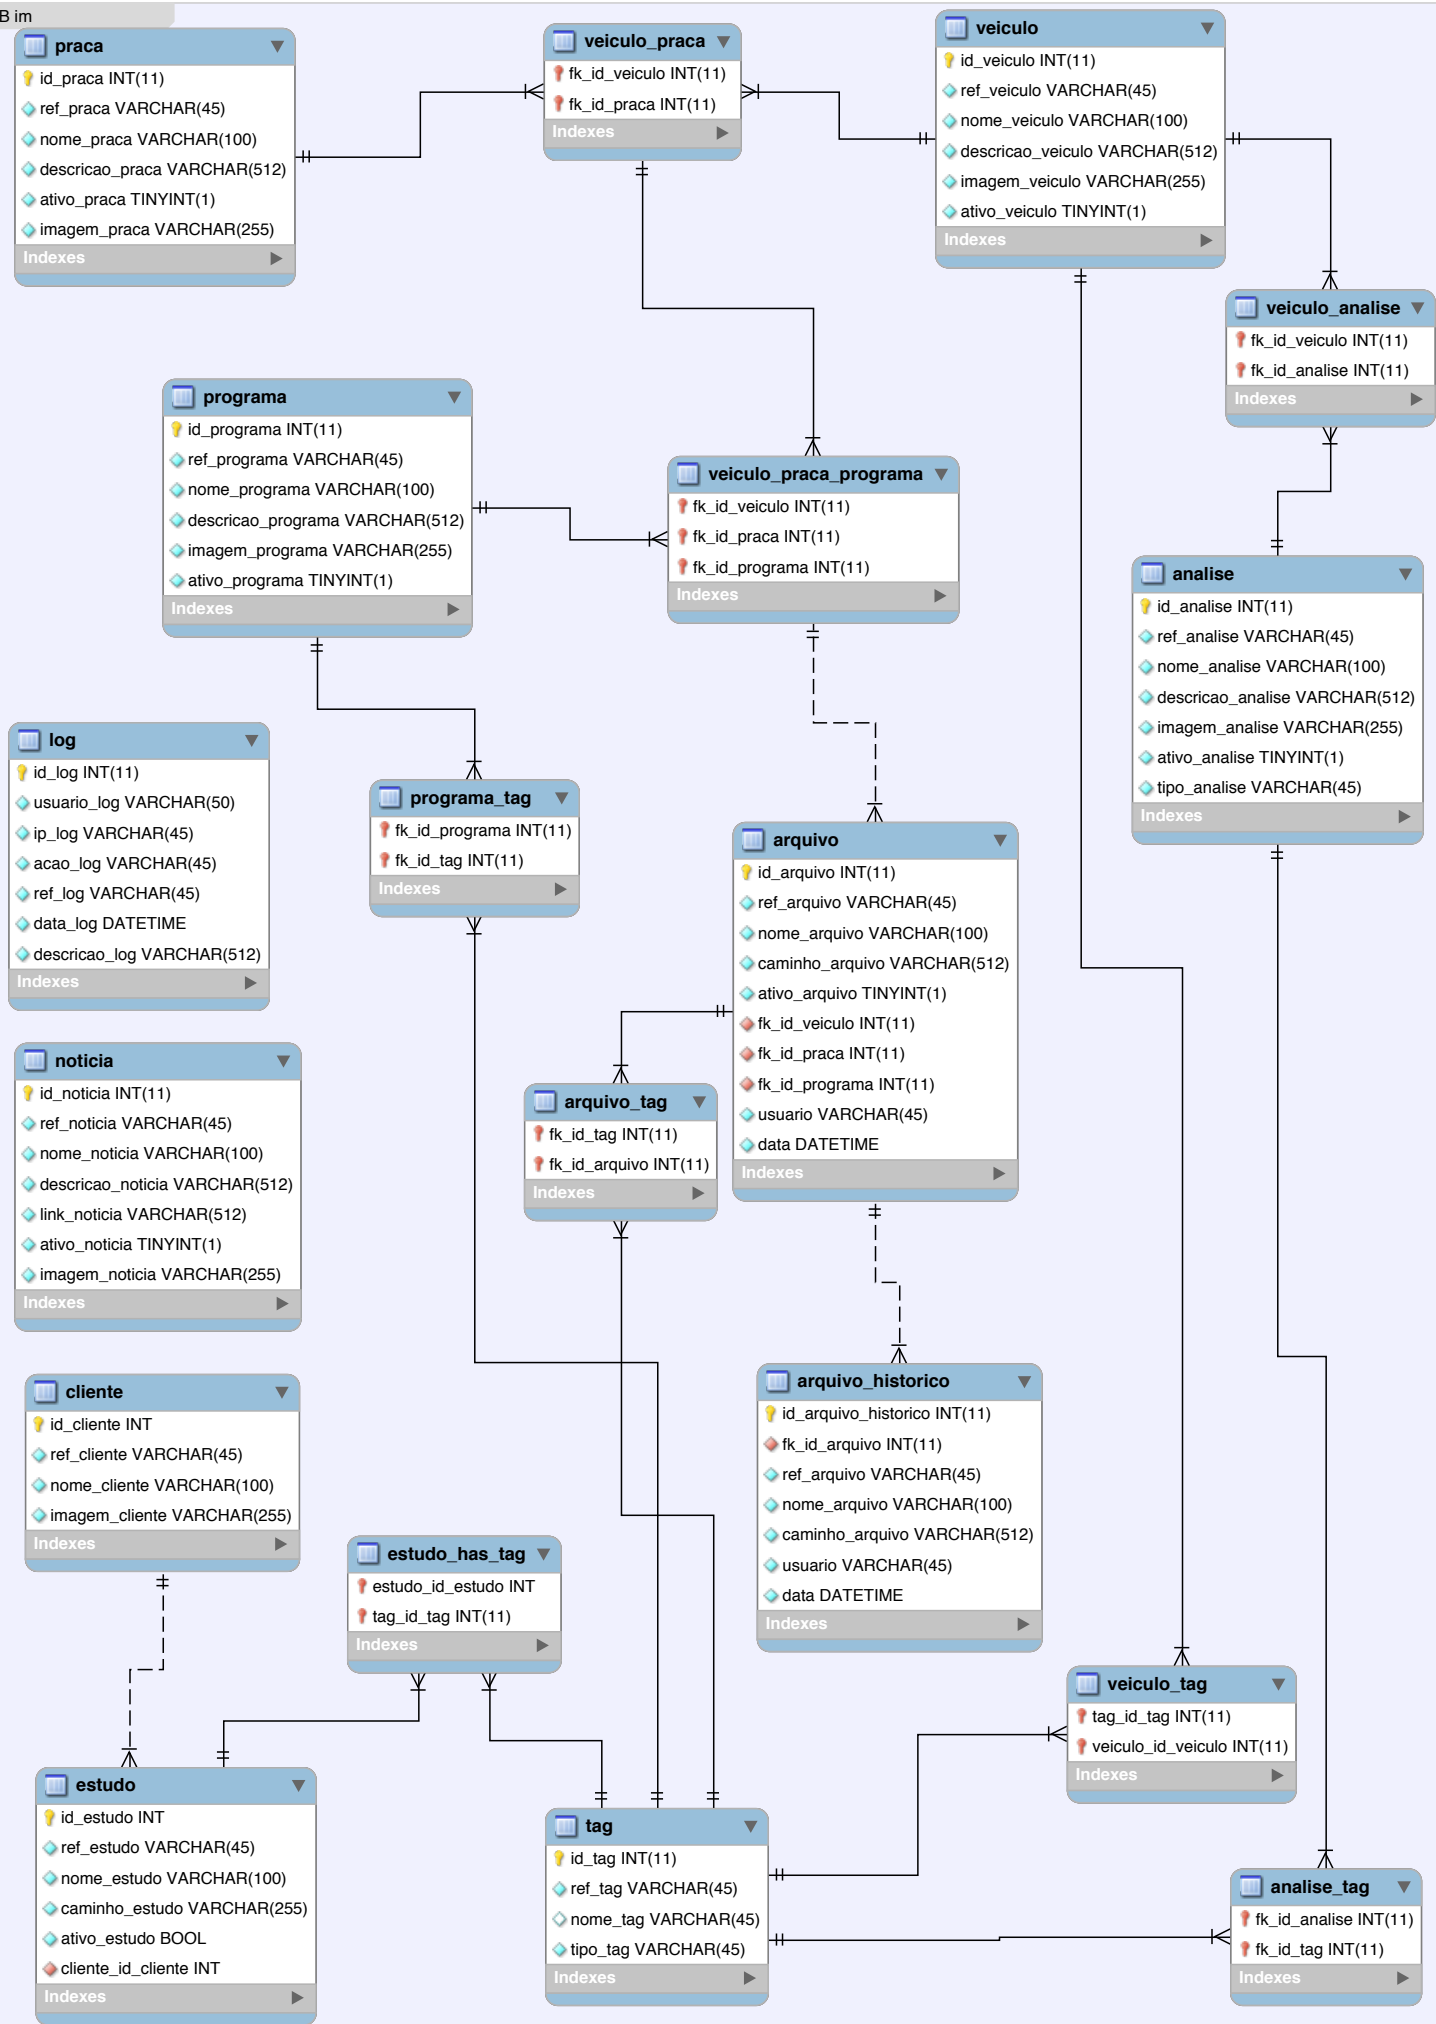 B im
praca
id_praca INT(11)
ref_praca VARCHAR(45)
nome_praca VARCHAR(100)
descricao_praca VARCHAR(512)
ativo_praca TINYINT(1)
imagem_praca VARCHAR(255)
Indexes
veiculo_praca
fk_id_veiculo INT(11)
fk_id_praca INT(11)
Indexes
veiculo
id_veiculo INT(11)
ref_veiculo VARCHAR(45)
nome_veiculo VARCHAR(100)
descricao_veiculo VARCHAR(512)
imagem_veiculo VARCHAR(255)
ativo_veiculo TINYINT(1)
Indexes
veiculo_analise
fk_id_veiculo INT(11)
fk_id_analise INT(11)
Indexes
programa
id_programa INT(11)
ref_programa VARCHAR(45)
nome_programa VARCHAR(100)
descricao_programa VARCHAR(512)
imagem_programa VARCHAR(255)
ativo_programa TINYINT(1)
Indexes
veiculo_praca_programa
fk_id_veiculo INT(11)
fk_id_praca INT(11)
fk_id_programa INT(11)
Indexes
analise
id_analise INT(11)
ref_analise VARCHAR(45)
nome_analise VARCHAR(100)
descricao_analise VARCHAR(512)
imagem_analise VARCHAR(255)
ativo_analise TINYINT(1)
tipo_analise VARCHAR(45)
Indexes
log
id_log INT(11)
usuario_log VARCHAR(50)
ip_log VARCHAR(45)
acao_log VARCHAR(45)
ref_log VARCHAR(45)
data_log DATETIME
descricao_log VARCHAR(512)
Indexes
programa_tag
fk_id_programa INT(11)
fk_id_tag INT(11)
Indexes
arquivo
id_arquivo INT(11)
ref_arquivo VARCHAR(45)
nome_arquivo VARCHAR(100)
caminho_arquivo VARCHAR(512)
ativo_arquivo TINYINT(1)
fk_id_veiculo INT(11)
fk_id_praca INT(11)
fk_id_programa INT(11)
usuario VARCHAR(45)
data DATETIME
Indexes
noticia
id_noticia INT(11)
ref_noticia VARCHAR(45)
nome_noticia VARCHAR(100)
descricao_noticia VARCHAR(512)
link_noticia VARCHAR(512)
ativo_noticia TINYINT(1)
imagem_noticia VARCHAR(255)
Indexes
arquivo_tag
fk_id_tag INT(11)
fk_id_arquivo INT(11)
Indexes
cliente
id_cliente INT
ref_cliente VARCHAR(45)
nome_cliente VARCHAR(100)
imagem_cliente VARCHAR(255)
Indexes
arquivo_historico
id_arquivo_historico INT(11)
fk_id_arquivo INT(11)
ref_arquivo VARCHAR(45)
nome_arquivo VARCHAR(100)
caminho_arquivo VARCHAR(512)
usuario VARCHAR(45)
data DATETIME
Indexes
estudo_has_tag
estudo_id_estudo INT
tag_id_tag INT(11)
Indexes
veiculo_tag
tag_id_tag INT(11)
veiculo_id_veiculo INT(11)
Indexes
estudo
id_estudo INT
ref_estudo VARCHAR(45)
nome_estudo VARCHAR(100)
caminho_estudo VARCHAR(255)
ativo_estudo BOOL
cliente_id_cliente INT
Indexes
tag
id_tag INT(11)
ref_tag VARCHAR(45)
nome_tag VARCHAR(45)
tipo_tag VARCHAR(45)
Indexes
analise_tag
fk_id_analise INT(11)
fk_id_tag INT(11)
Indexes